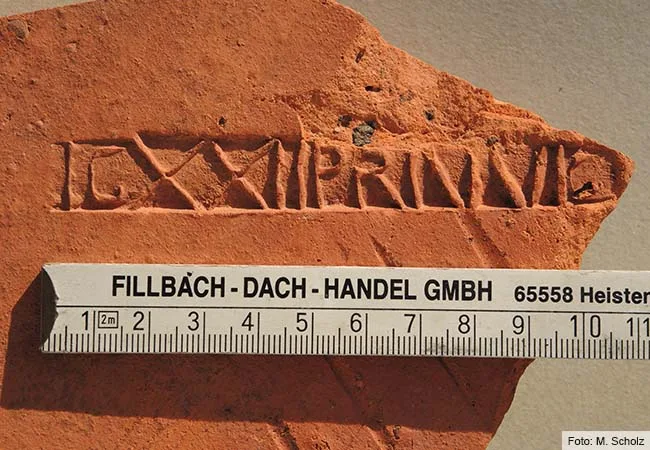 LGXXIIPRIMVIC
FILLBACH - DACH - HANDEL GMBH 65558 Heister
1 2m 2 3 4 5 6 7 8 9 10 11
Foto: M. Scholz